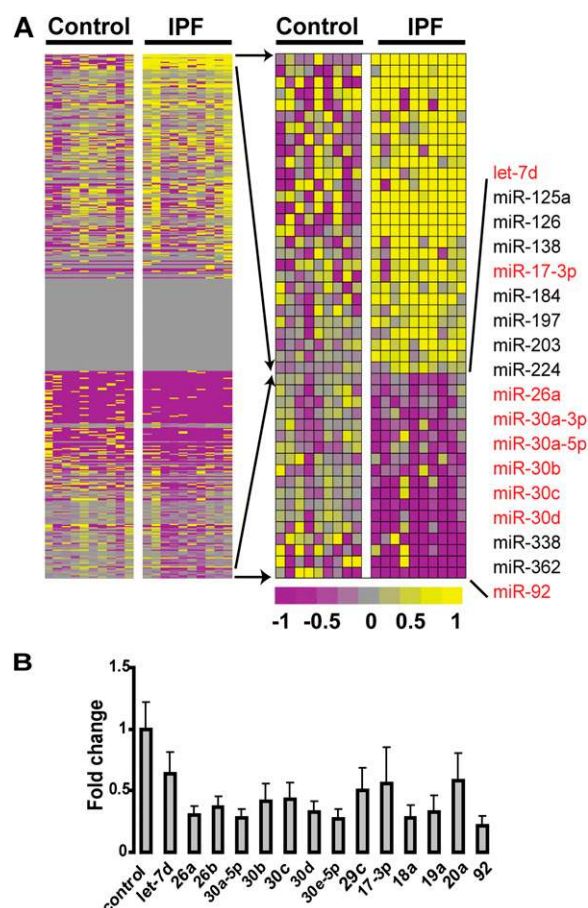 A
Control IPF
Control IPF
let-7d
miR-125a
miR-126
miR-138
miR-17-3p
miR-184
miR-197
miR-203
miR-224
miR-26a
miR-30a-3p
miR-30a-5p
miR-30b
miR-30c
miR-30d
miR-338
miR-362
miR-92
-1 -0.5 0 0.5 1
B
Fold change
1.5
1
0.5
0
control let-7d 26a 26b 30a-5p 30b 30c 30d 30e-5p 29c 17-3p 18a 19a 20a 92